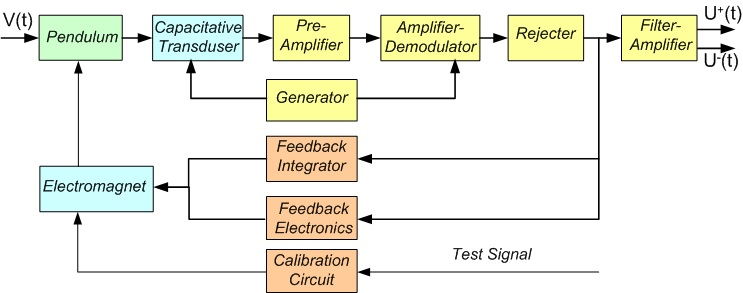 V(t)
Pendulum
Capacitative
Transduser
Pre-
Amplifier
Amplifier-
Demodulator
Rejecter
Filter-
Amplifier
U⁺(t)
U⁻(t)
Generator
Feedback
Integrator
Electromagnet
Feedback
Electronics
Calibration
Circuit
Test Signal